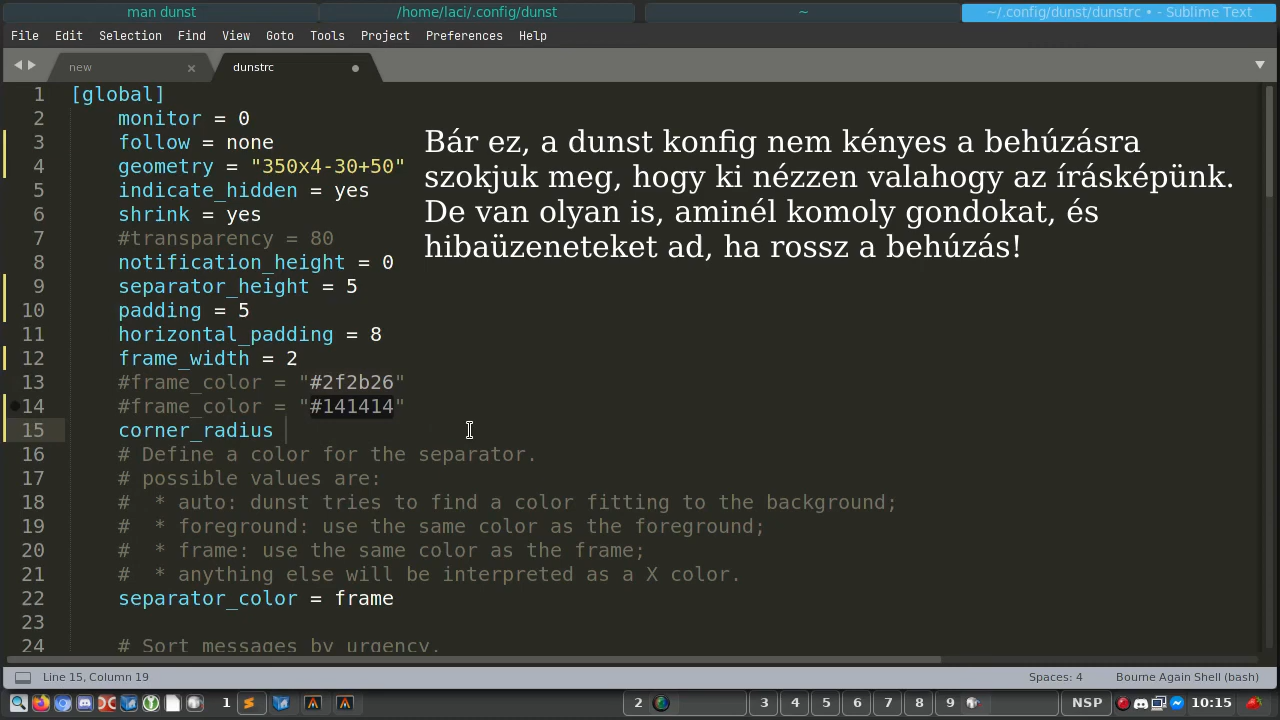 man dunst
/home/laci/.config/dunst
~
~/.config/dunst/dunstrc • - Sublime Text
File Edit Selection Find View Goto Tools Project Preferences Help
new
dunstrc
1 [global]
2 monitor = 0
3 follow = none
4 geometry = "350x4-30+50"
5 indicate_hidden = yes
6 shrink = yes
7 #transparency = 80
8 notification_height = 0
9 separator_height = 5
10 padding = 5
11 horizontal_padding = 8
12 frame_width = 2
13 #frame_color = "#2f2b26"
14 #frame_color = "#141414"
15 corner_radius
16 # Define a color for the separator.
17 # possible values are:
18 #  * auto: dunst tries to find a color fitting to the background;
19 #  * foreground: use the same color as the foreground;
20 #  * frame: use the same color as the frame;
21 #  * anything else will be interpreted as a X color.
22 separator_color = frame
23
24 # Sort messages by urgency.
Bár ez, a dunst konfig nem kényes a behúzásra
szokjuk meg, hogy ki nézzen valahogy az írásképünk.
De van olyan is, aminél komoly gondokat, és
hibaüzeneteket ad, ha rossz a behúzás!
Line 15, Column 19
Spaces: 4
Bourne Again Shell (bash)
1
2
3 4 5 6 7 8 9
NSP
10:15